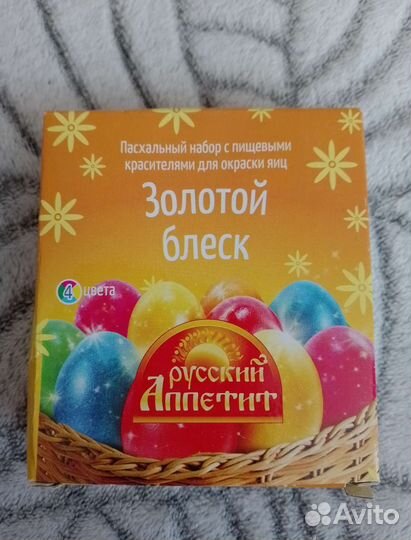 Пасхальный набор с пищевыми
красителями для окраски яиц
Золотой
блеск
4 цвета
Русский
Аппетит
Avito